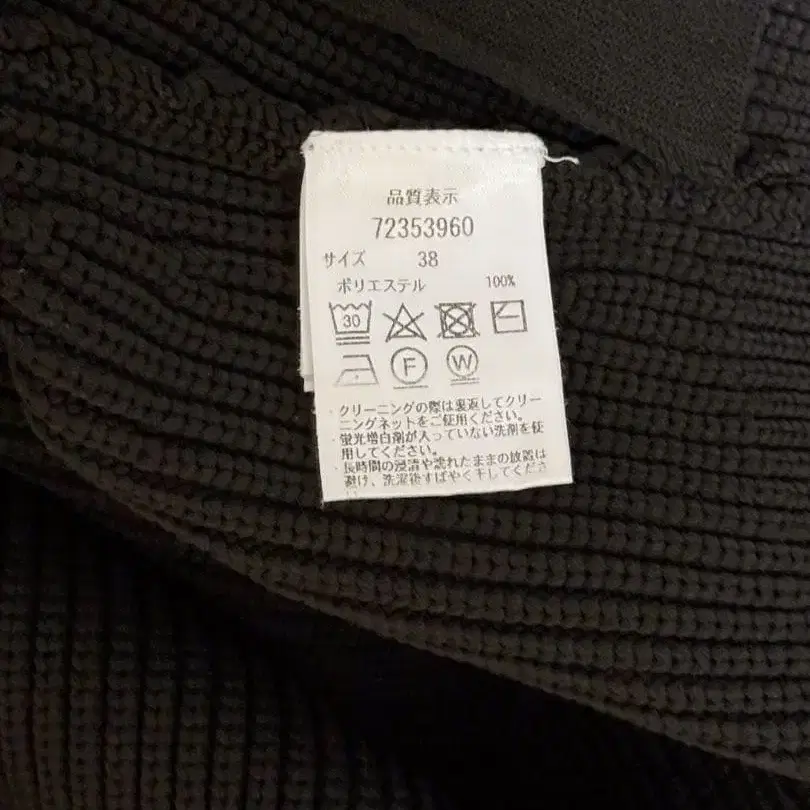 品質表示
72353960
サイズ 38
ポリエステル 100%
30
F W
・クリーニングの際は裏返してクリー
ニングネットをご使用ください。
・蛍光増白剤が入っていない洗剤を使
用してください。
・長時間の浸漬や濡れたままの放置は
避け、洗濯後すばやく干してくださ